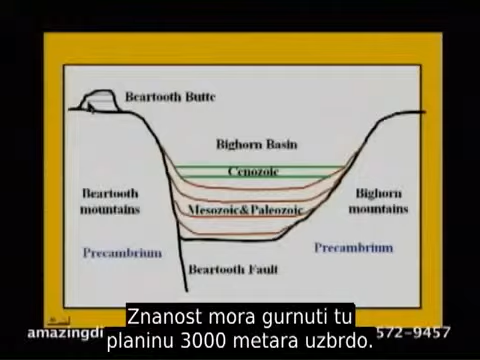 Beartooth Butte
Bighorn Basin
Cenozoic
Beartooth
mountains
Mesozoic&Paleozoic
Bighorn
mountains
Precambrium
Precambrium
Beartooth Fault
Znanost mora gurnuti tu
planinu 3000 metara uzbrdo.
amazingdi
572-9457